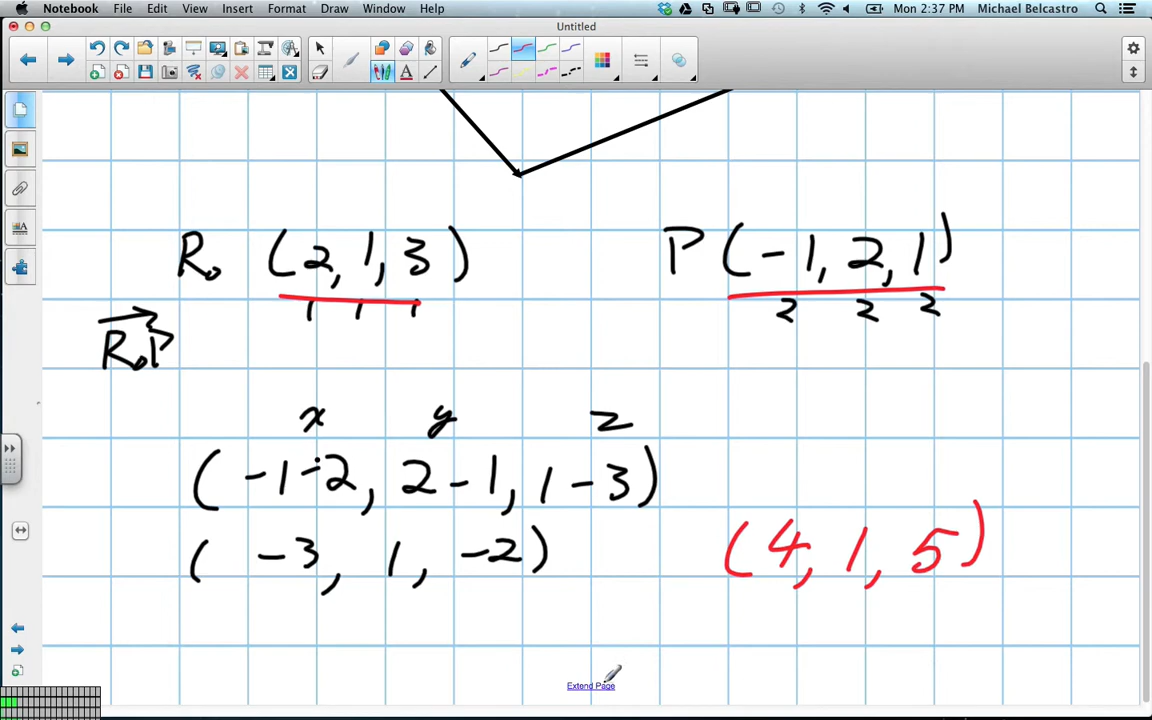 Notebook File Edit View Insert Format Draw Window Help Mon 2:37 PM Michael Belcastro
Untitled
R₀ (2, 1, 3) P(-1, 2, 1)
1 1 1 2 2 2
R₀P
x y z
(-1-2, 2-1, 1-3)
(-3, 1, -2) (4, 1, 5)
Extend Page